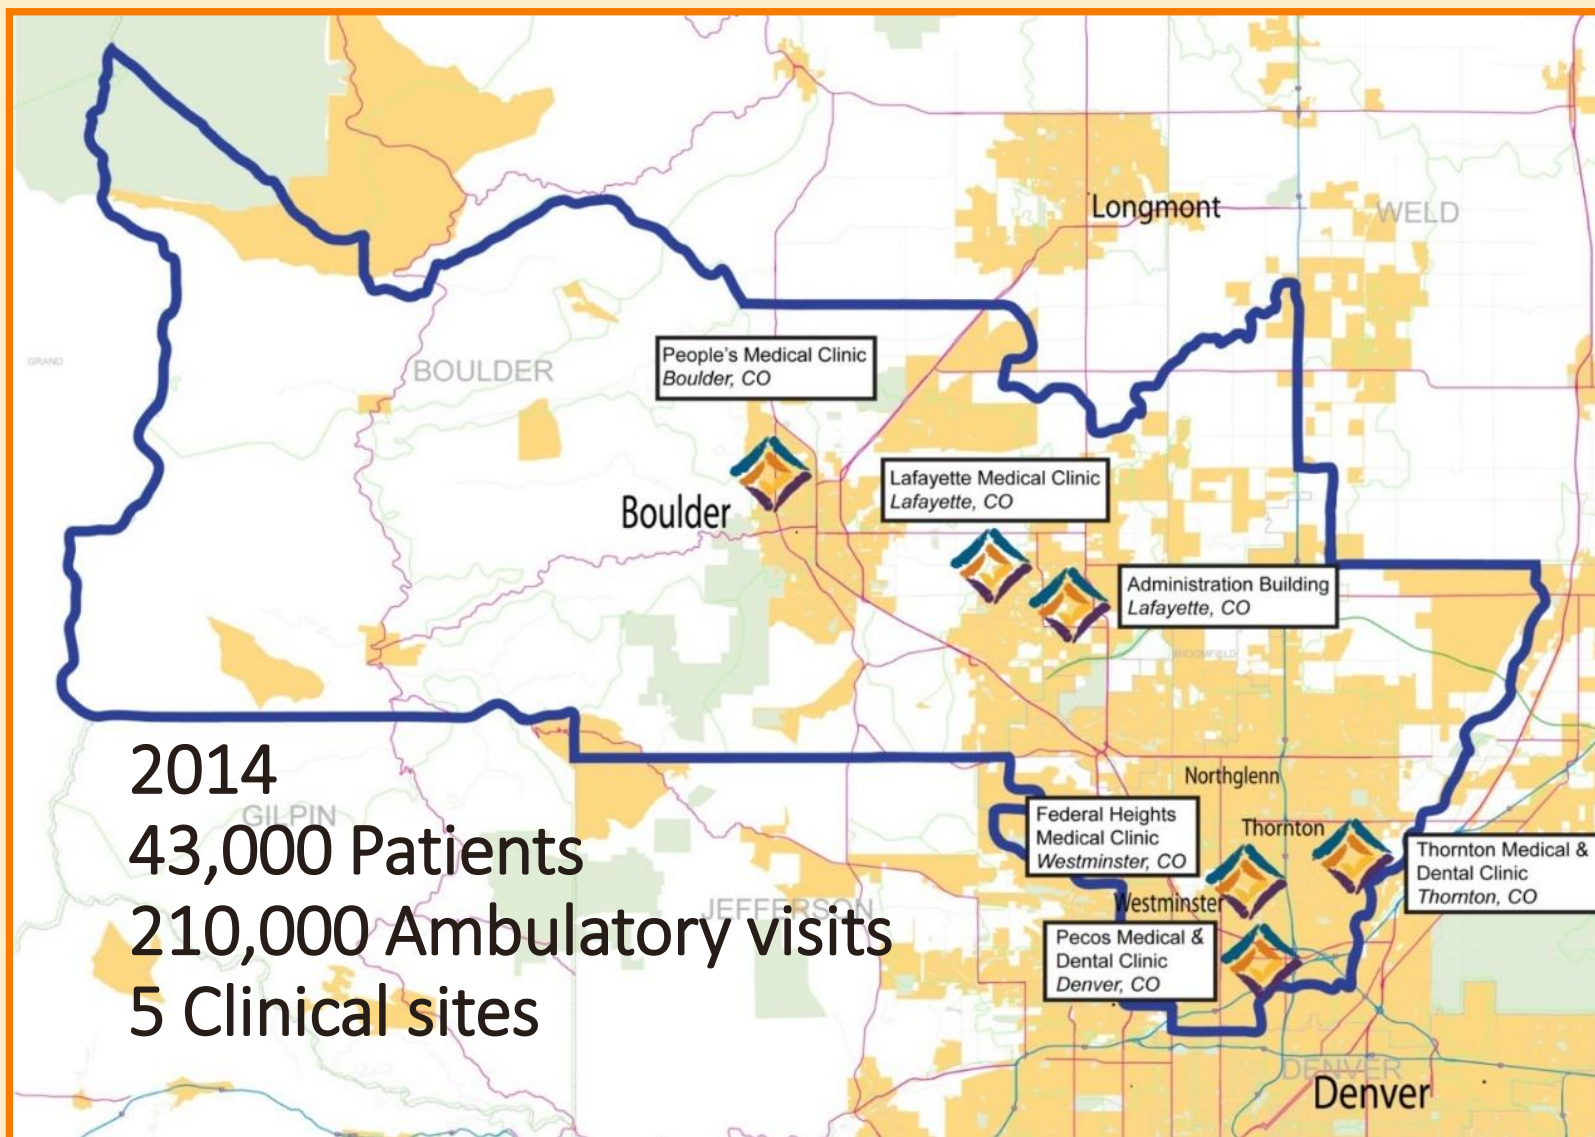 Longmont
WELD
GRAND
BOULDER
People's Medical Clinic
Boulder, CO
Lafayette Medical Clinic
Lafayette, CO
Boulder
Administration Building
Lafayette, CO
BROOMFIELD
2014
GILPIN
43,000 Patients
210,000 Ambulatory visits
5 Clinical sites
JEFFERSON
Northglenn
Federal Heights
Medical Clinic
Westminster, CO
Thornton
Thornton Medical &
Dental Clinic
Thornton, CO
Westminster
Pecos Medical &
Dental Clinic
Denver, CO
DENVER
Denver